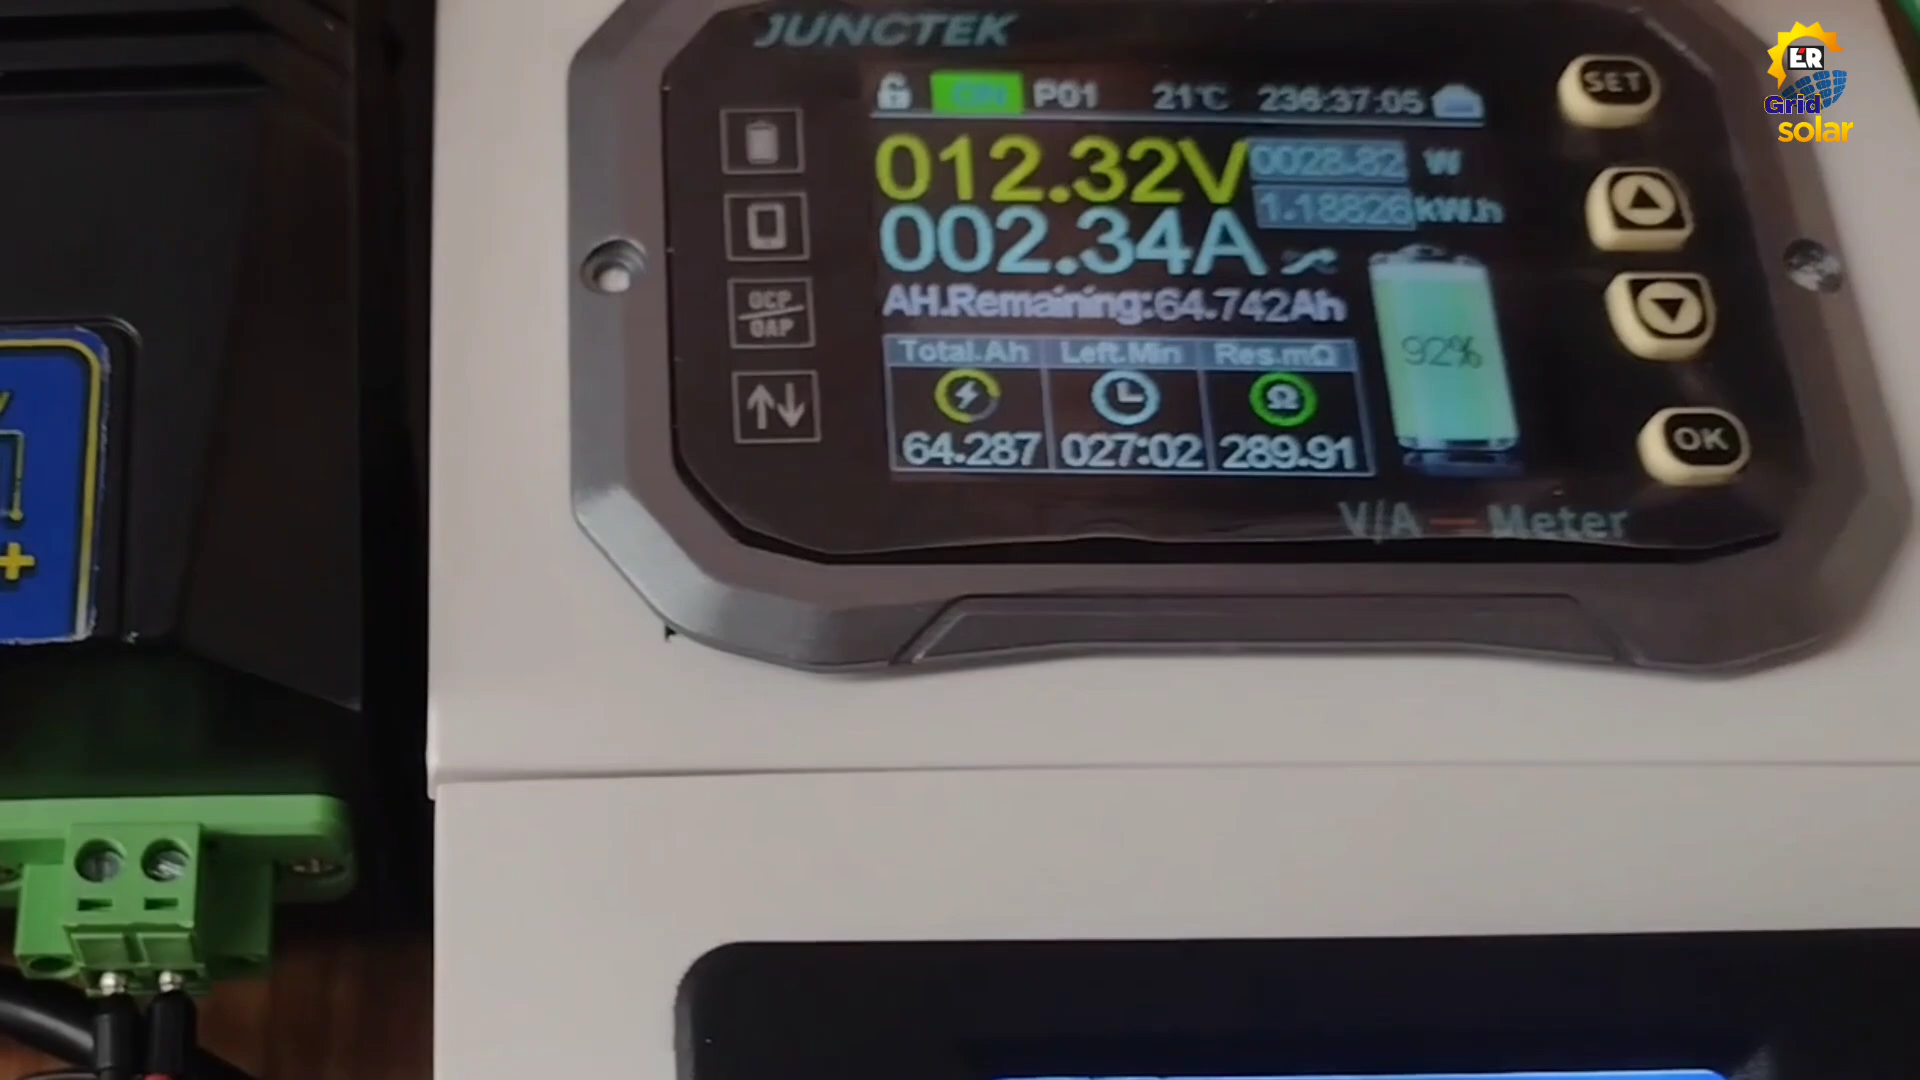 JUNCTEK
ON P01 21℃ 236:37:05
012.32V 0028.82 W
1.18826kW.h
002.34A
AH.Remaining:64.742Ah
92%
Total.Ah Left.Min Res.mΩ
64.287 027:02 289.91
OCP
OAP
V/A — Meter
SET
OK
+
ER
Grid
solar